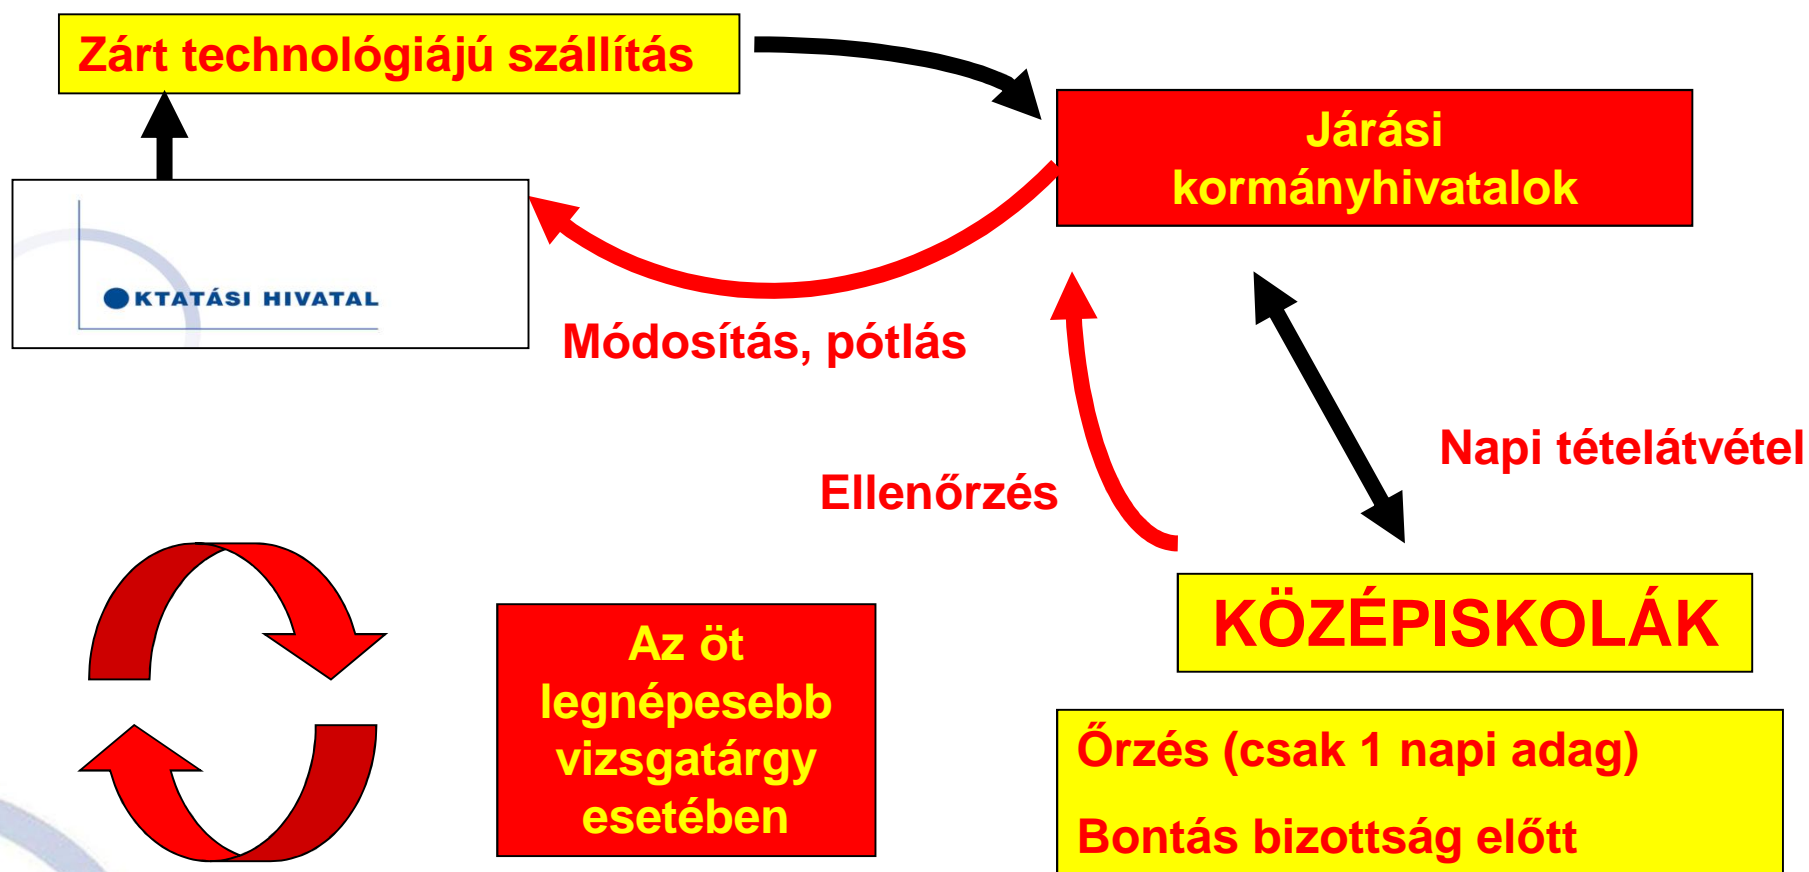 Zárt technológiájú szállítás
Járási
kormányhivatalok
OKTATÁSI HIVATAL
Módosítás, pótlás
Napi tételátvétel
Ellenőrzés
KÖZÉPISKOLÁK
Az öt
legnépesebb
vizsgatárgy
esetében
Őrzés (csak 1 napi adag)
Bontás bizottság előtt